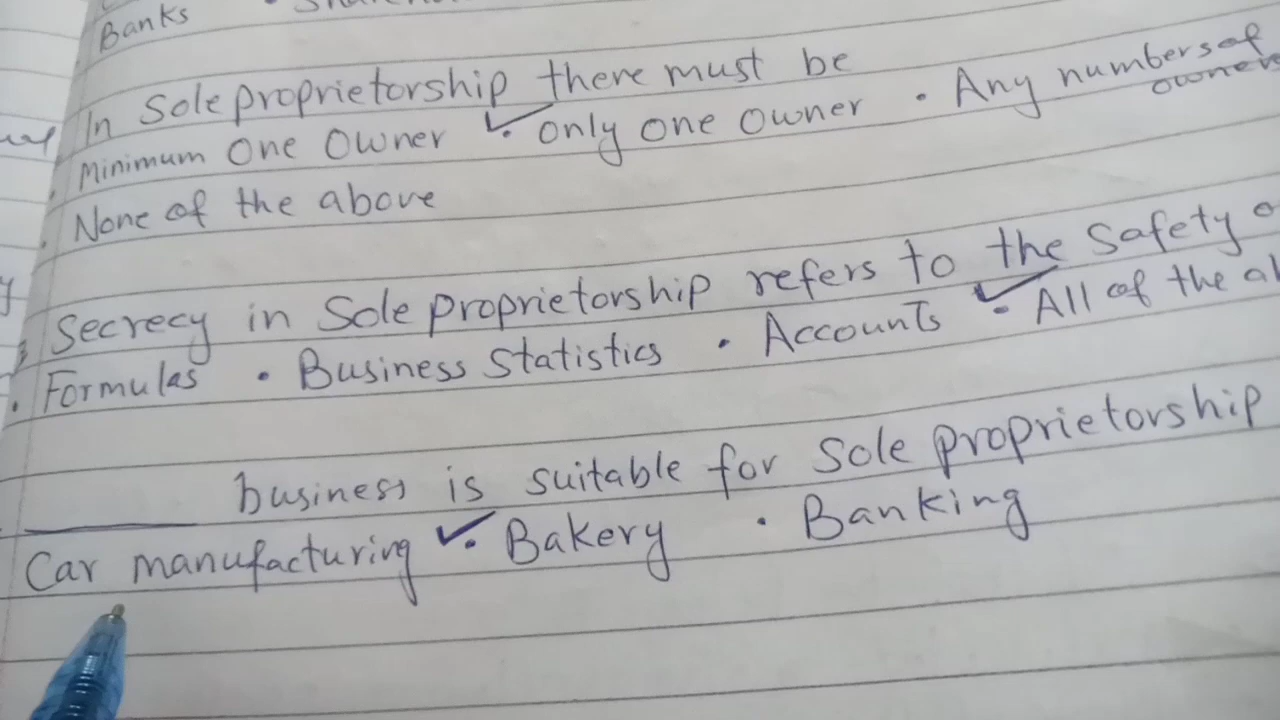 Banks
In Sole proprietorship there must be
. Minimum One Owner ✓. only one owner . Any numbers of
owners
. None of the above
Secrecy in Sole proprietorship refers to the Safety
. Formulas . Business Statistics . Accounts ✓. All of the
______ business is suitable for Sole proprietorship
Car manufacturing ✓. Bakery . Banking